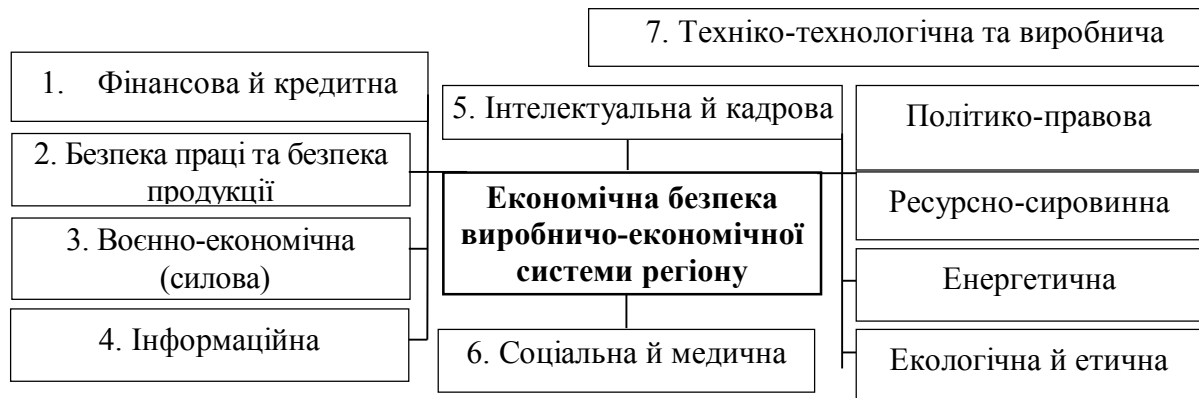 7. Техніко-технологічна та виробнича
1. Фінансова й кредитна
2. Безпека праці та безпека
продукції
3. Воєнно-економічна
(силова)
4. Інформаційна
5. Інтелектуальна й кадрова
Економічна безпека
виробничо-економічної
системи регіону
6. Соціальна й медична
Політико-правова
Ресурсно-сировинна
Енергетична
Екологічна й етична